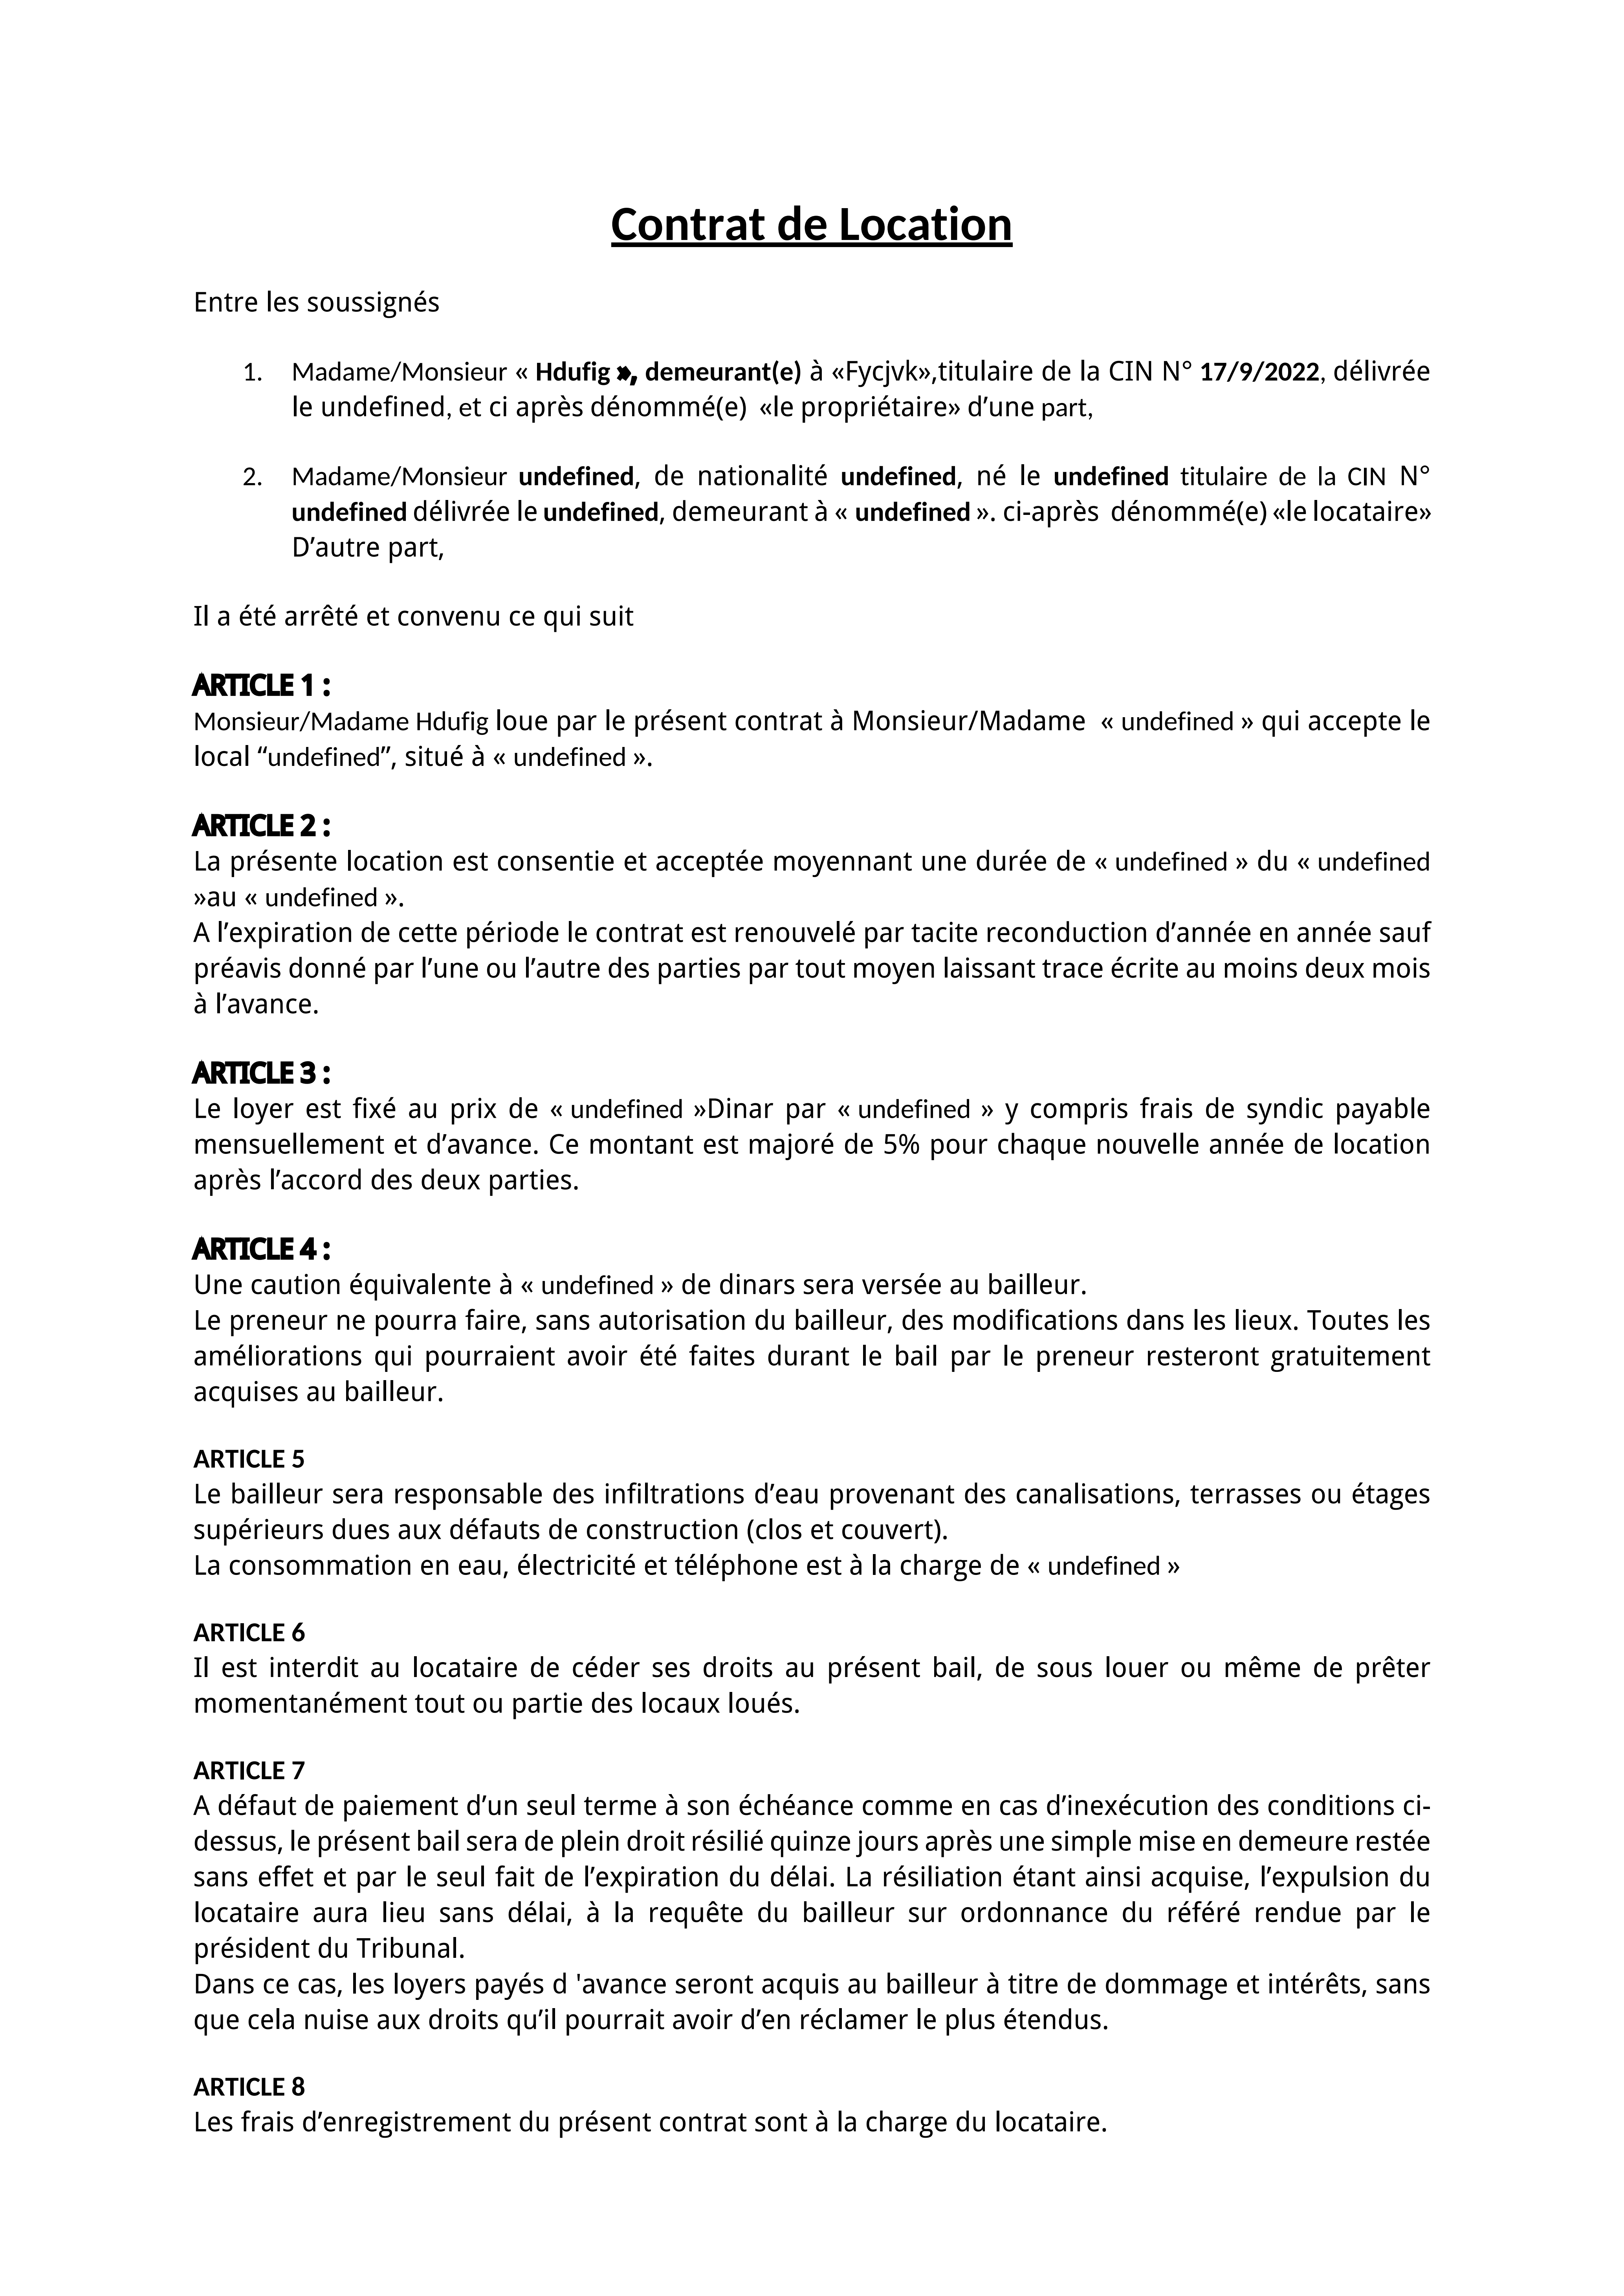 Contrat de Location
Entre les soussignés
1. Madame/Monsieur « Hdufig », demeurant(e) à «Fycjvk»,titulaire de la CIN N° 17/9/2022, délivrée
le undefined, et ci après dénommé(e) «le propriétaire» d’une part,
2. Madame/Monsieur undefined, de nationalité undefined, né le undefined titulaire de la CIN N°
undefined délivrée le undefined, demeurant à « undefined ». ci-après dénommé(e) «le locataire»
D’autre part,
Il a été arrêté et convenu ce qui suit
ARTICLE 1 :
Monsieur/Madame Hdufig loue par le présent contrat à Monsieur/Madame « undefined » qui accepte le
local “undefined”, situé à « undefined ».
ARTICLE 2 :
La présente location est consentie et acceptée moyennant une durée de « undefined » du « undefined
»au « undefined ».
A l’expiration de cette période le contrat est renouvelé par tacite reconduction d’année en année sauf
préavis donné par l’une ou l’autre des parties par tout moyen laissant trace écrite au moins deux mois
à l’avance.
ARTICLE 3 :
Le loyer est fixé au prix de « undefined »Dinar par « undefined » y compris frais de syndic payable
mensuellement et d’avance. Ce montant est majoré de 5% pour chaque nouvelle année de location
après l’accord des deux parties.
ARTICLE 4 :
Une caution équivalente à « undefined » de dinars sera versée au bailleur.
Le preneur ne pourra faire, sans autorisation du bailleur, des modifications dans les lieux. Toutes les
améliorations qui pourraient avoir été faites durant le bail par le preneur resteront gratuitement
acquises au bailleur.
ARTICLE 5
Le bailleur sera responsable des infiltrations d’eau provenant des canalisations, terrasses ou étages
supérieurs dues aux défauts de construction (clos et couvert).
La consommation en eau, électricité et téléphone est à la charge de « undefined »
ARTICLE 6
Il est interdit au locataire de céder ses droits au présent bail, de sous louer ou même de prêter
momentanément tout ou partie des locaux loués.
ARTICLE 7
A défaut de paiement d’un seul terme à son échéance comme en cas d’inexécution des conditions ci-
dessus, le présent bail sera de plein droit résilié quinze jours après une simple mise en demeure restée
sans effet et par le seul fait de l’expiration du délai. La résiliation étant ainsi acquise, l’expulsion du
locataire aura lieu sans délai, à la requête du bailleur sur ordonnance du référé rendue par le
président du Tribunal.
Dans ce cas, les loyers payés d 'avance seront acquis au bailleur à titre de dommage et intérêts, sans
que cela nuise aux droits qu’il pourrait avoir d’en réclamer le plus étendus.
ARTICLE 8
Les frais d’enregistrement du présent contrat sont à la charge du locataire.